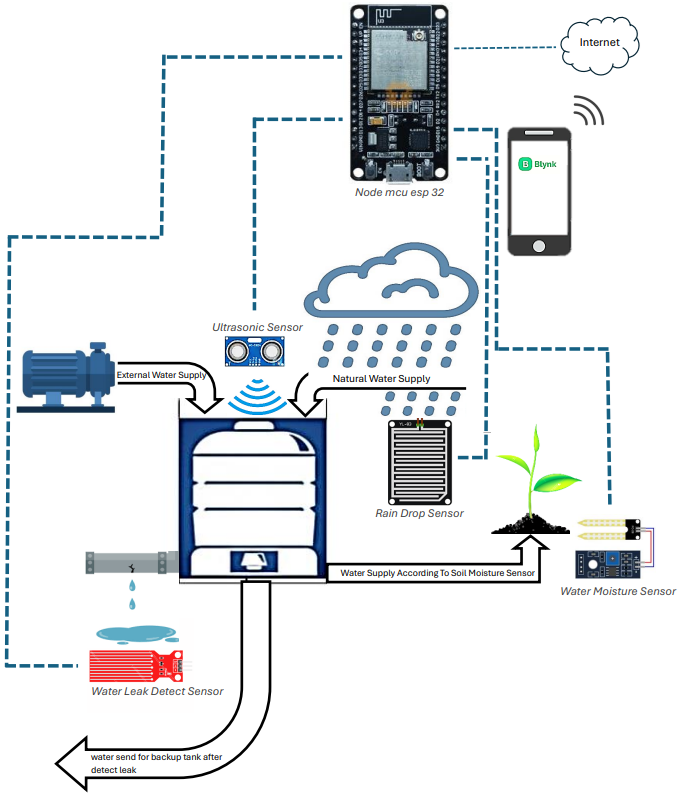 Internet
Blynk
Node mcu esp 32
Ultrasonic Sensor
External Water Supply
Natural Water Supply
Rain Drop Sensor
Water Supply According To Soil Moisture Sensor
Water Moisture Sensor
Water Leak Detect Sensor
water send for backup tank after
detect leak